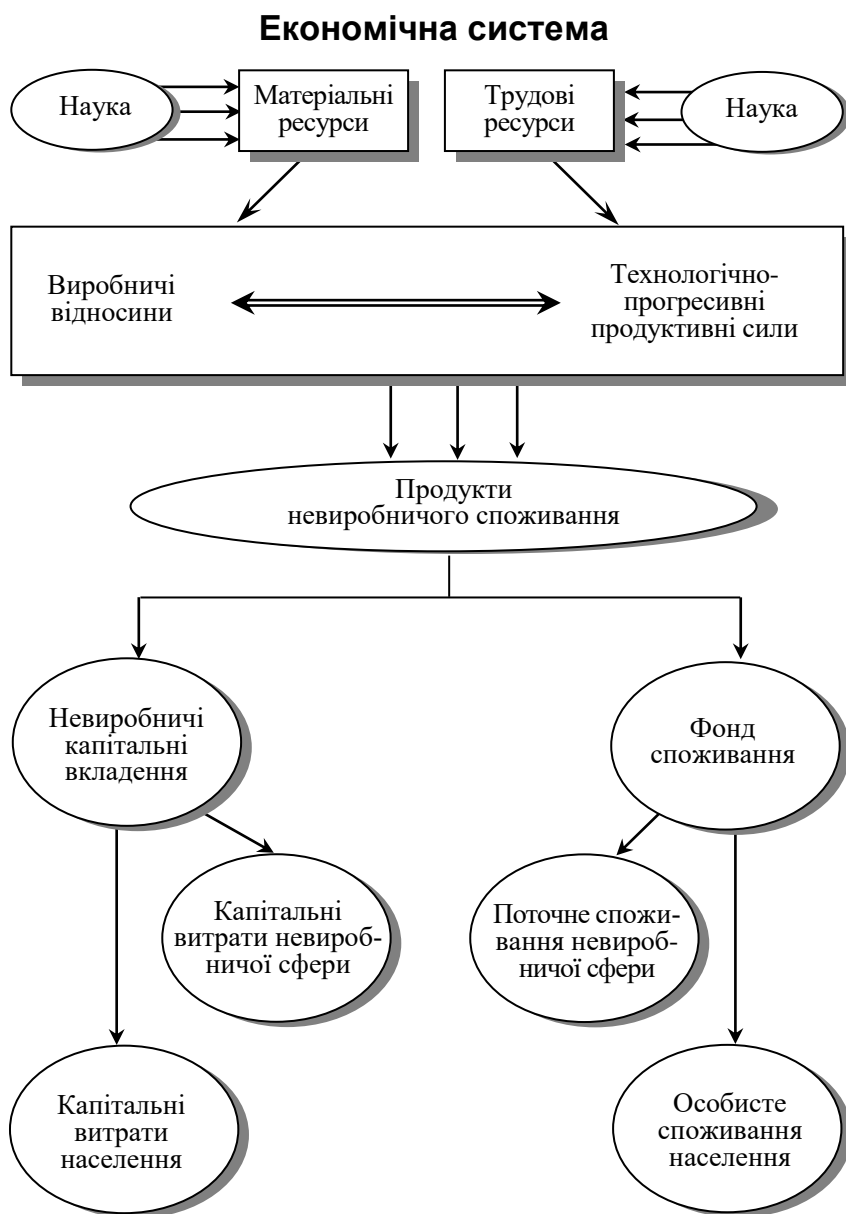 Економічна система
Наука
Матеріальні
ресурси
Трудові
ресурси
Наука
Виробничі
відносини
Технологічно-
прогресивні
продуктивні сили
Продукти
невиробничого споживання
Невиробничі
капітальні
вкладення
Фонд
споживання
Капітальні
витрати невироб-
ничої сфери
Поточне спожи-
вання невироб-
ничої сфери
Капітальні
витрати
населення
Особисте
споживання
населення